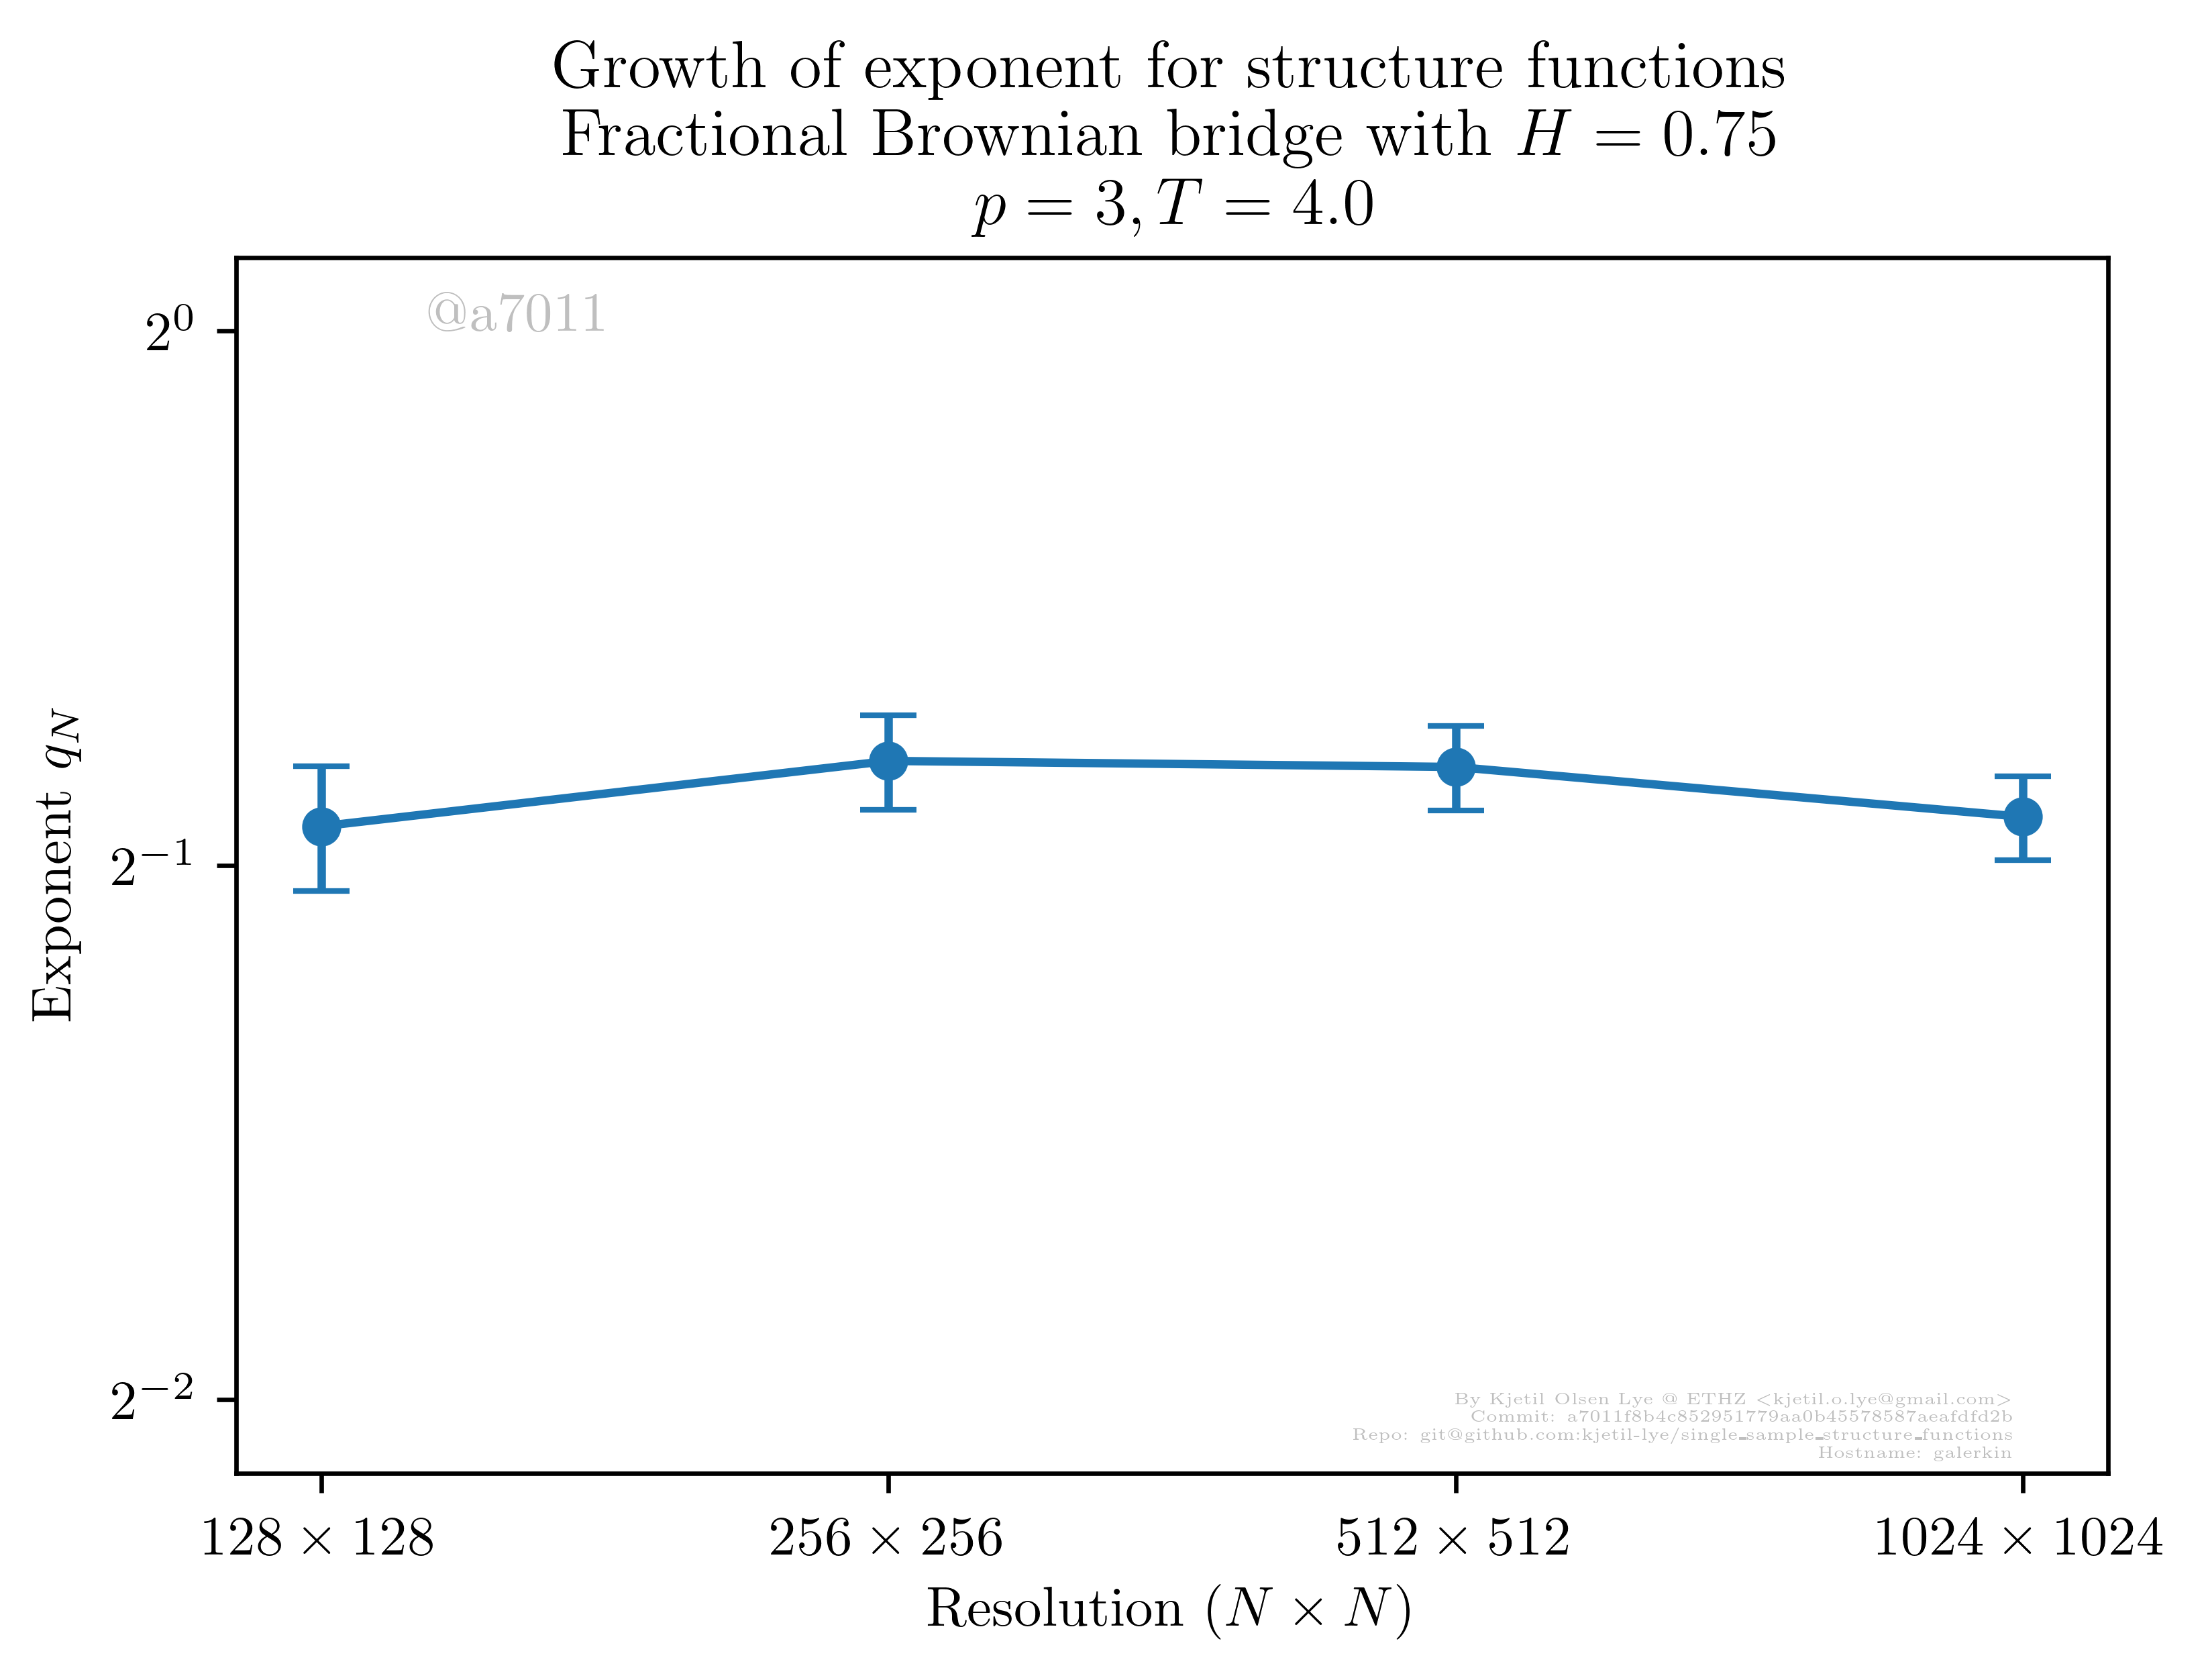 Growth of exponent for structure functions
Fractional Brownian bridge with H = 0.75
p = 3, T = 4.0
@a7011
2⁰
2⁻¹
2⁻²
Exponent q_N
By Kjetil Olsen Lye @ ETHZ <kjetil.o.lye@gmail.com>
Commit: a7011f8b4c852951779aa0b45578587aeafdfd2b
Repo: git@github.com:kjetil-lye/single_sample_structure_functions
Hostname: galerkin
128 × 128
256 × 256
512 × 512
1024 × 1024
Resolution (N × N)